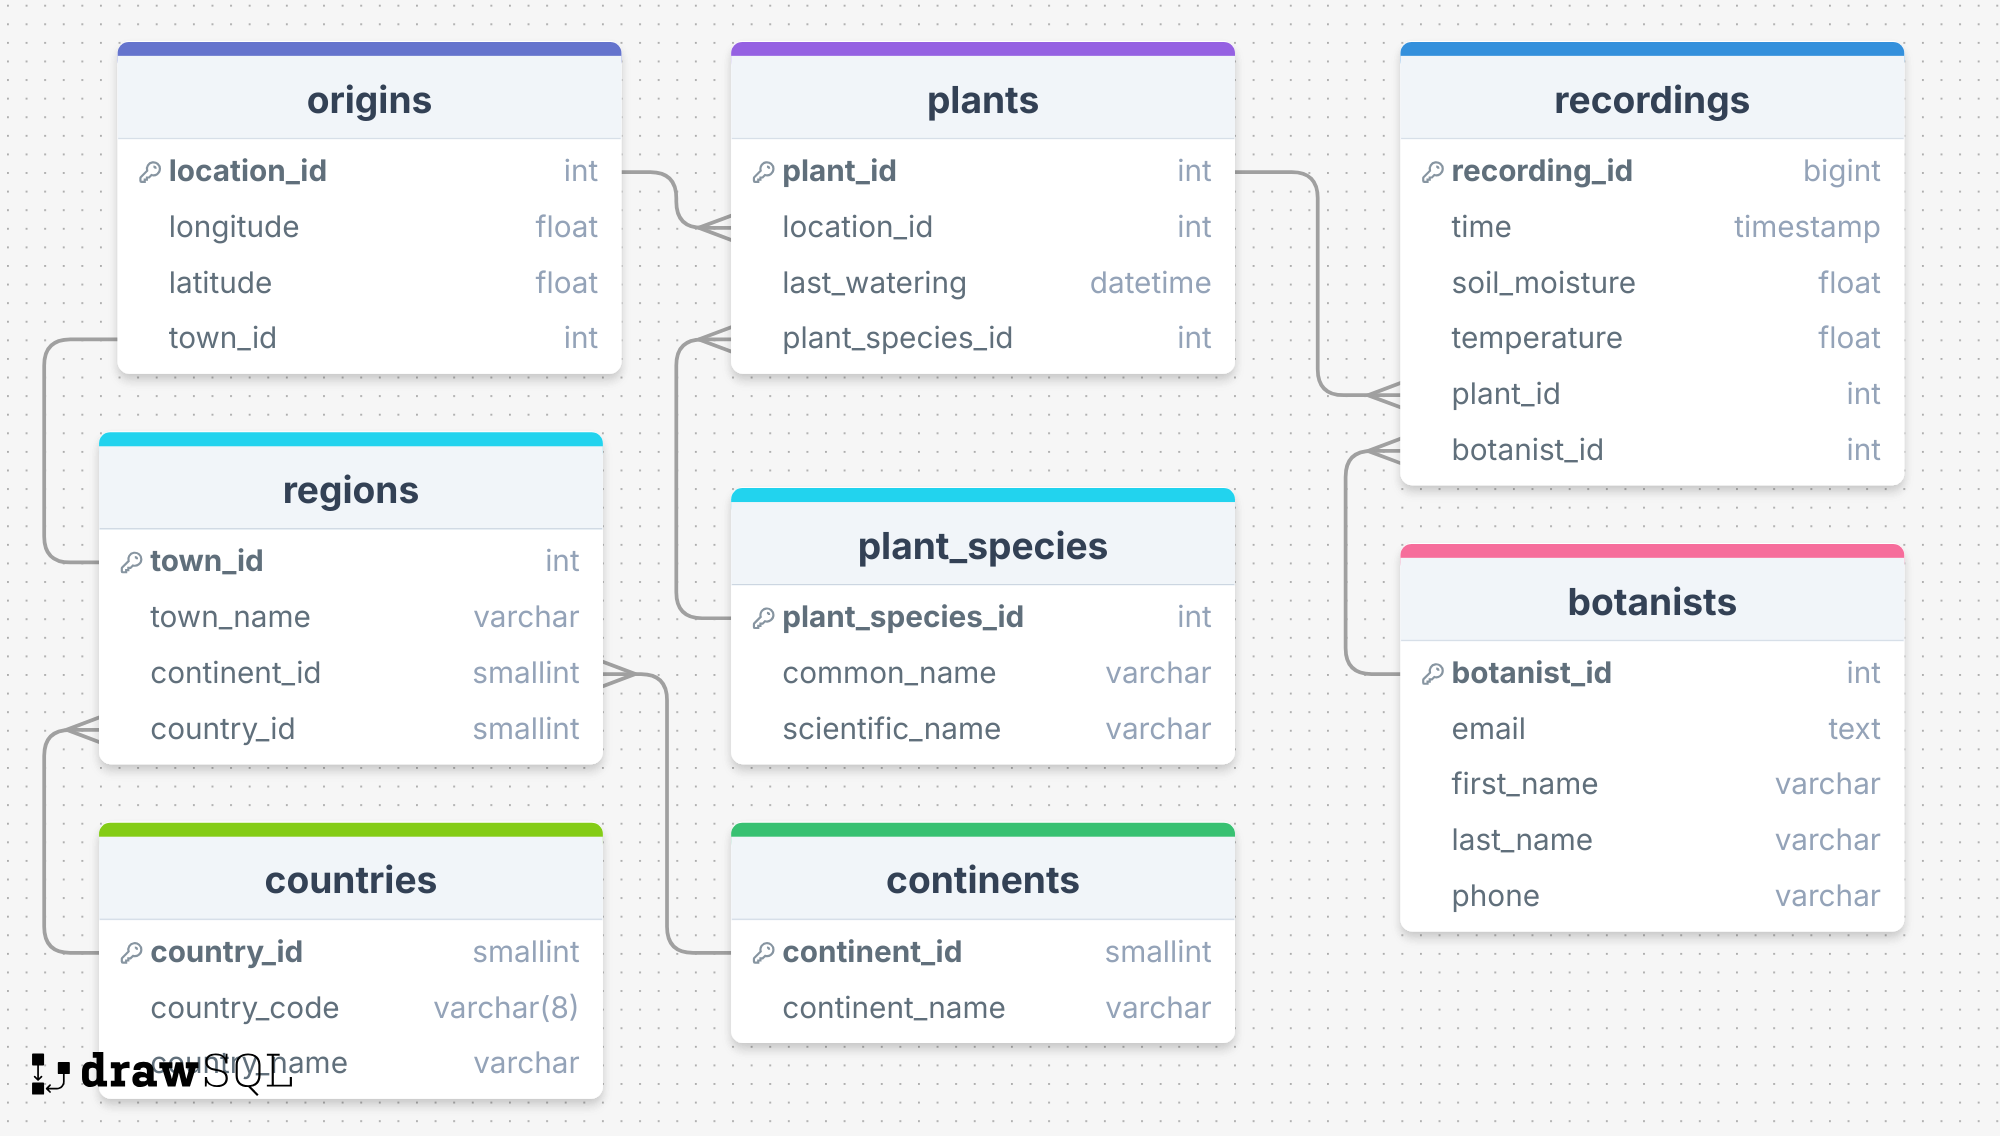 origins
location_id int
longitude float
latitude float
town_id int
plants
plant_id int
location_id int
last_watering datetime
plant_species_id int
recordings
recording_id bigint
time timestamp
soil_moisture float
temperature float
plant_id int
botanist_id int
regions
town_id int
town_name varchar
continent_id smallint
country_id smallint
plant_species
plant_species_id int
common_name varchar
scientific_name varchar
botanists
botanist_id int
email text
first_name varchar
last_name varchar
phone varchar
countries
country_id smallint
country_code varchar(8)
country_name varchar
continents
continent_id smallint
continent_name varchar
drawSQL